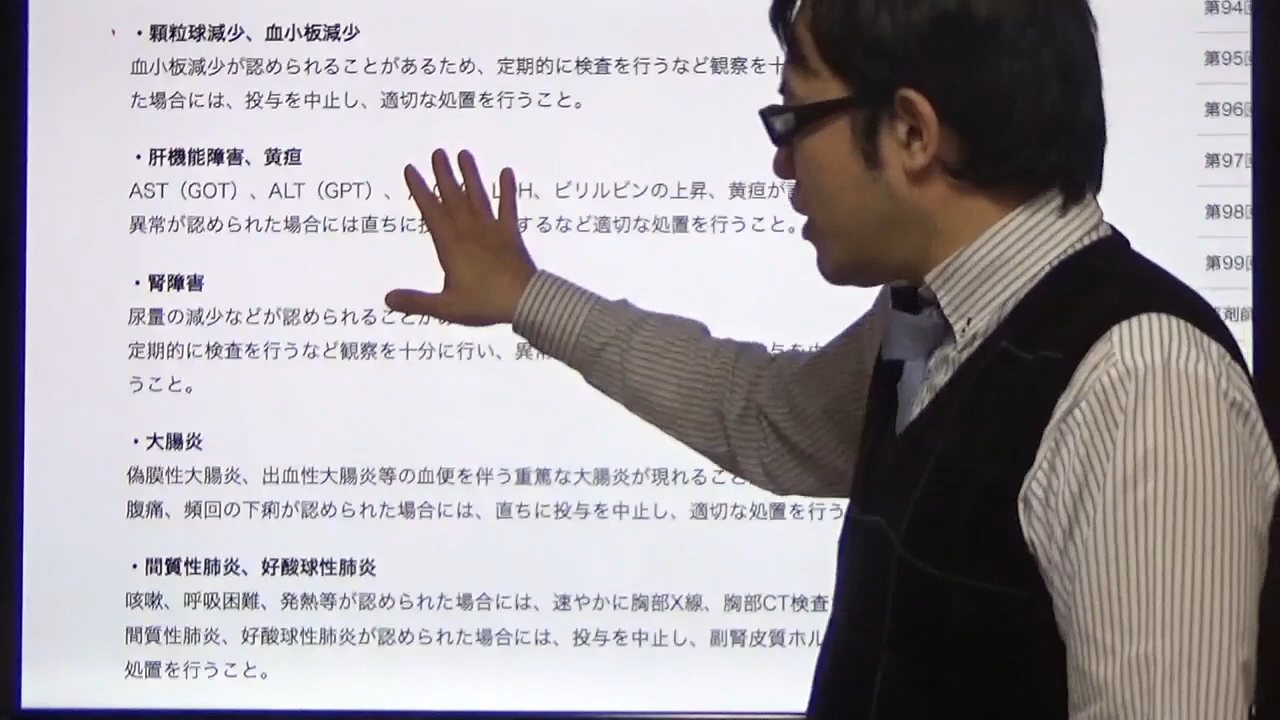 ・顆粒球減少、血小板減少
血小板減少が認められることがあるため、定期的に検査を行うなど観察を十
た場合には、投与を中止し、適切な処置を行うこと。
・肝機能障害、黄疸
AST（GOT）、ALT（GPT）、 ビリルビンの上昇、黄疸が
異常が認められた場合には直ちに するなど適切な処置を行うこと。
・腎障害
尿量の減少などが認められること
定期的に検査を行うなど観察を十分に行い、
うこと。
・大腸炎
偽膜性大腸炎、出血性大腸炎等の血便を伴う重篤な大腸炎が現れること
腹痛、頻回の下痢が認められた場合には、直ちに投与を中止し、適切な処置を行う
・間質性肺炎、好酸球性肺炎
咳嗽、呼吸困難、発熱等が認められた場合には、速やかに胸部X線、胸部CT検査
間質性肺炎、好酸球性肺炎が認められた場合には、投与を中止し、副腎皮質ホル
処置を行うこと。
第94回
第95回
第96回
第97回
第98回
第99回
薬剤師